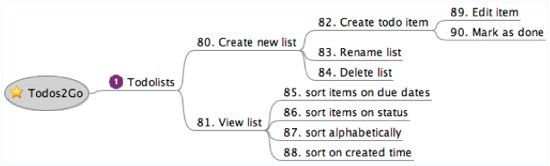 Todos2Go
1 Todolists
80. Create new list
82. Create todo item
89. Edit item
90. Mark as done
83. Rename list
84. Delete list
81. View list
85. sort items on due dates
86. sort items on status
87. sort alphabetically
88. sort on created time